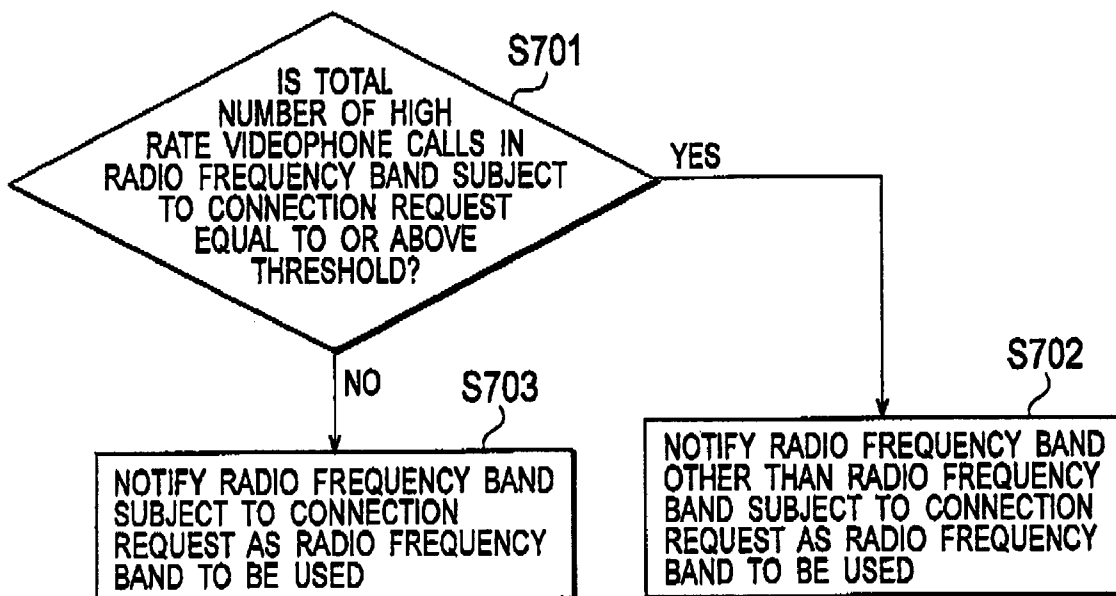 S701
IS TOTAL
NUMBER OF HIGH
RATE VIDEOPHONE CALLS IN
RADIO FREQUENCY BAND SUBJECT
TO CONNECTION REQUEST
EQUAL TO OR ABOVE
THRESHOLD?
YES
NO
S703
NOTIFY RADIO FREQUENCY BAND
SUBJECT TO CONNECTION
REQUEST AS RADIO FREQUENCY
BAND TO BE USED
S702
NOTIFY RADIO FREQUENCY BAND
OTHER THAN RADIO FREQUENCY
BAND SUBJECT TO CONNECTION
REQUEST AS RADIO FREQUENCY
BAND TO BE USED